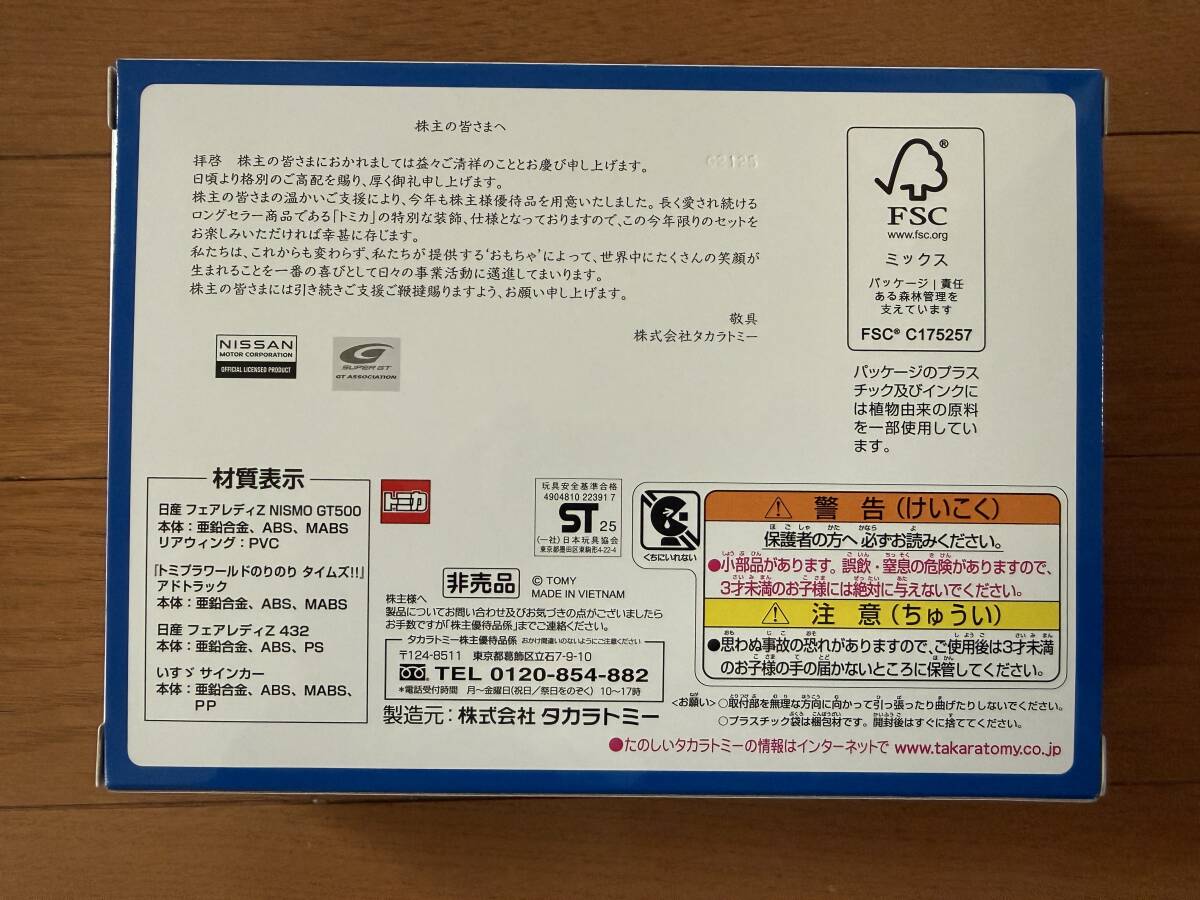 株主の皆さまへ
拝啓　株主の皆さまにおかれましては益々ご清祥のこととお慶び申し上げます。
日頃より格別のご高配を賜り、厚く御礼申し上げます。
株主の皆さまの温かいご支援により、今年も株主様優待品を用意いたしました。長く愛され続ける
ロングセラー商品である「トミカ」の特別な装飾、仕様となっておりますので、この今年限りのセットを
お楽しみいただければ幸甚に存じます。
私たちは、これからも変わらず、私たちが提供する‘おもちゃ’によって、世界中にたくさんの笑顔が
生まれることを一番の喜びとして日々の事業活動に邁進してまいります。
株主の皆さまには引き続きご支援ご鞭撻賜りますよう、お願い申し上げます。
敬具
株式会社タカラトミー
NISSAN
MOTOR CORPORATION
OFFICIAL LICENSED PRODUCT
SUPER GT
GT ASSOCIATION
FSC
www.fsc.org
ミックス
パッケージ｜責任
ある森林管理を
支えています
FSC® C175257
パッケージのプラス
チック及びインクに
は植物由来の原料
を一部使用してい
ます。
材質表示
日産 フェアレディZ NISMO GT500
本体：亜鉛合金、ABS、MABS
リアウィング：PVC
『トミプラワールドのりのり タイムズ!!』
アドトラック
本体：亜鉛合金、ABS、MABS
日産 フェアレディZ 432
本体：亜鉛合金、ABS、PS
いすゞ サインカー
本体：亜鉛合金、ABS、MABS、
PP
トミカ
玩具安全基準合格
4904810 22391 7
ST 25
(一社)日本玩具協会
東京都墨田区東駒形4-22-4
くちにいれない
非売品
© TOMY
MADE IN VIETNAM
株主様へ
製品についてお問い合わせ及びお気づきの点がございましたら
お手数ですが「株主優待品係」までご連絡ください。
タカラトミー株主優待品係 おかけ間違いのないようにご注意ください
〒124-8511　東京都葛飾区立石7-9-10
TEL 0120-854-882
＊電話受付時間　月〜金曜日(祝日/祭日をのぞく) 10〜17時
製造元：株式会社 タカラトミー
警 告（けいこく）
保護者の方へ 必ずお読みください。
●小部品があります。誤飲・窒息の危険がありますので、
3才未満のお子様には絶対に与えないでください。
注 意（ちゅうい）
●思わぬ事故の恐れがありますので、ご使用後は3才未満
のお子様の手の届かないところに保管してください。
<お願い>○取付部を無理な方向に向かって引っ張ったり曲げたりしないでください。
○プラスチック袋は梱包材です。開封後はすぐに捨ててください。
●たのしいタカラトミーの情報はインターネットで www.takaratomy.co.jp